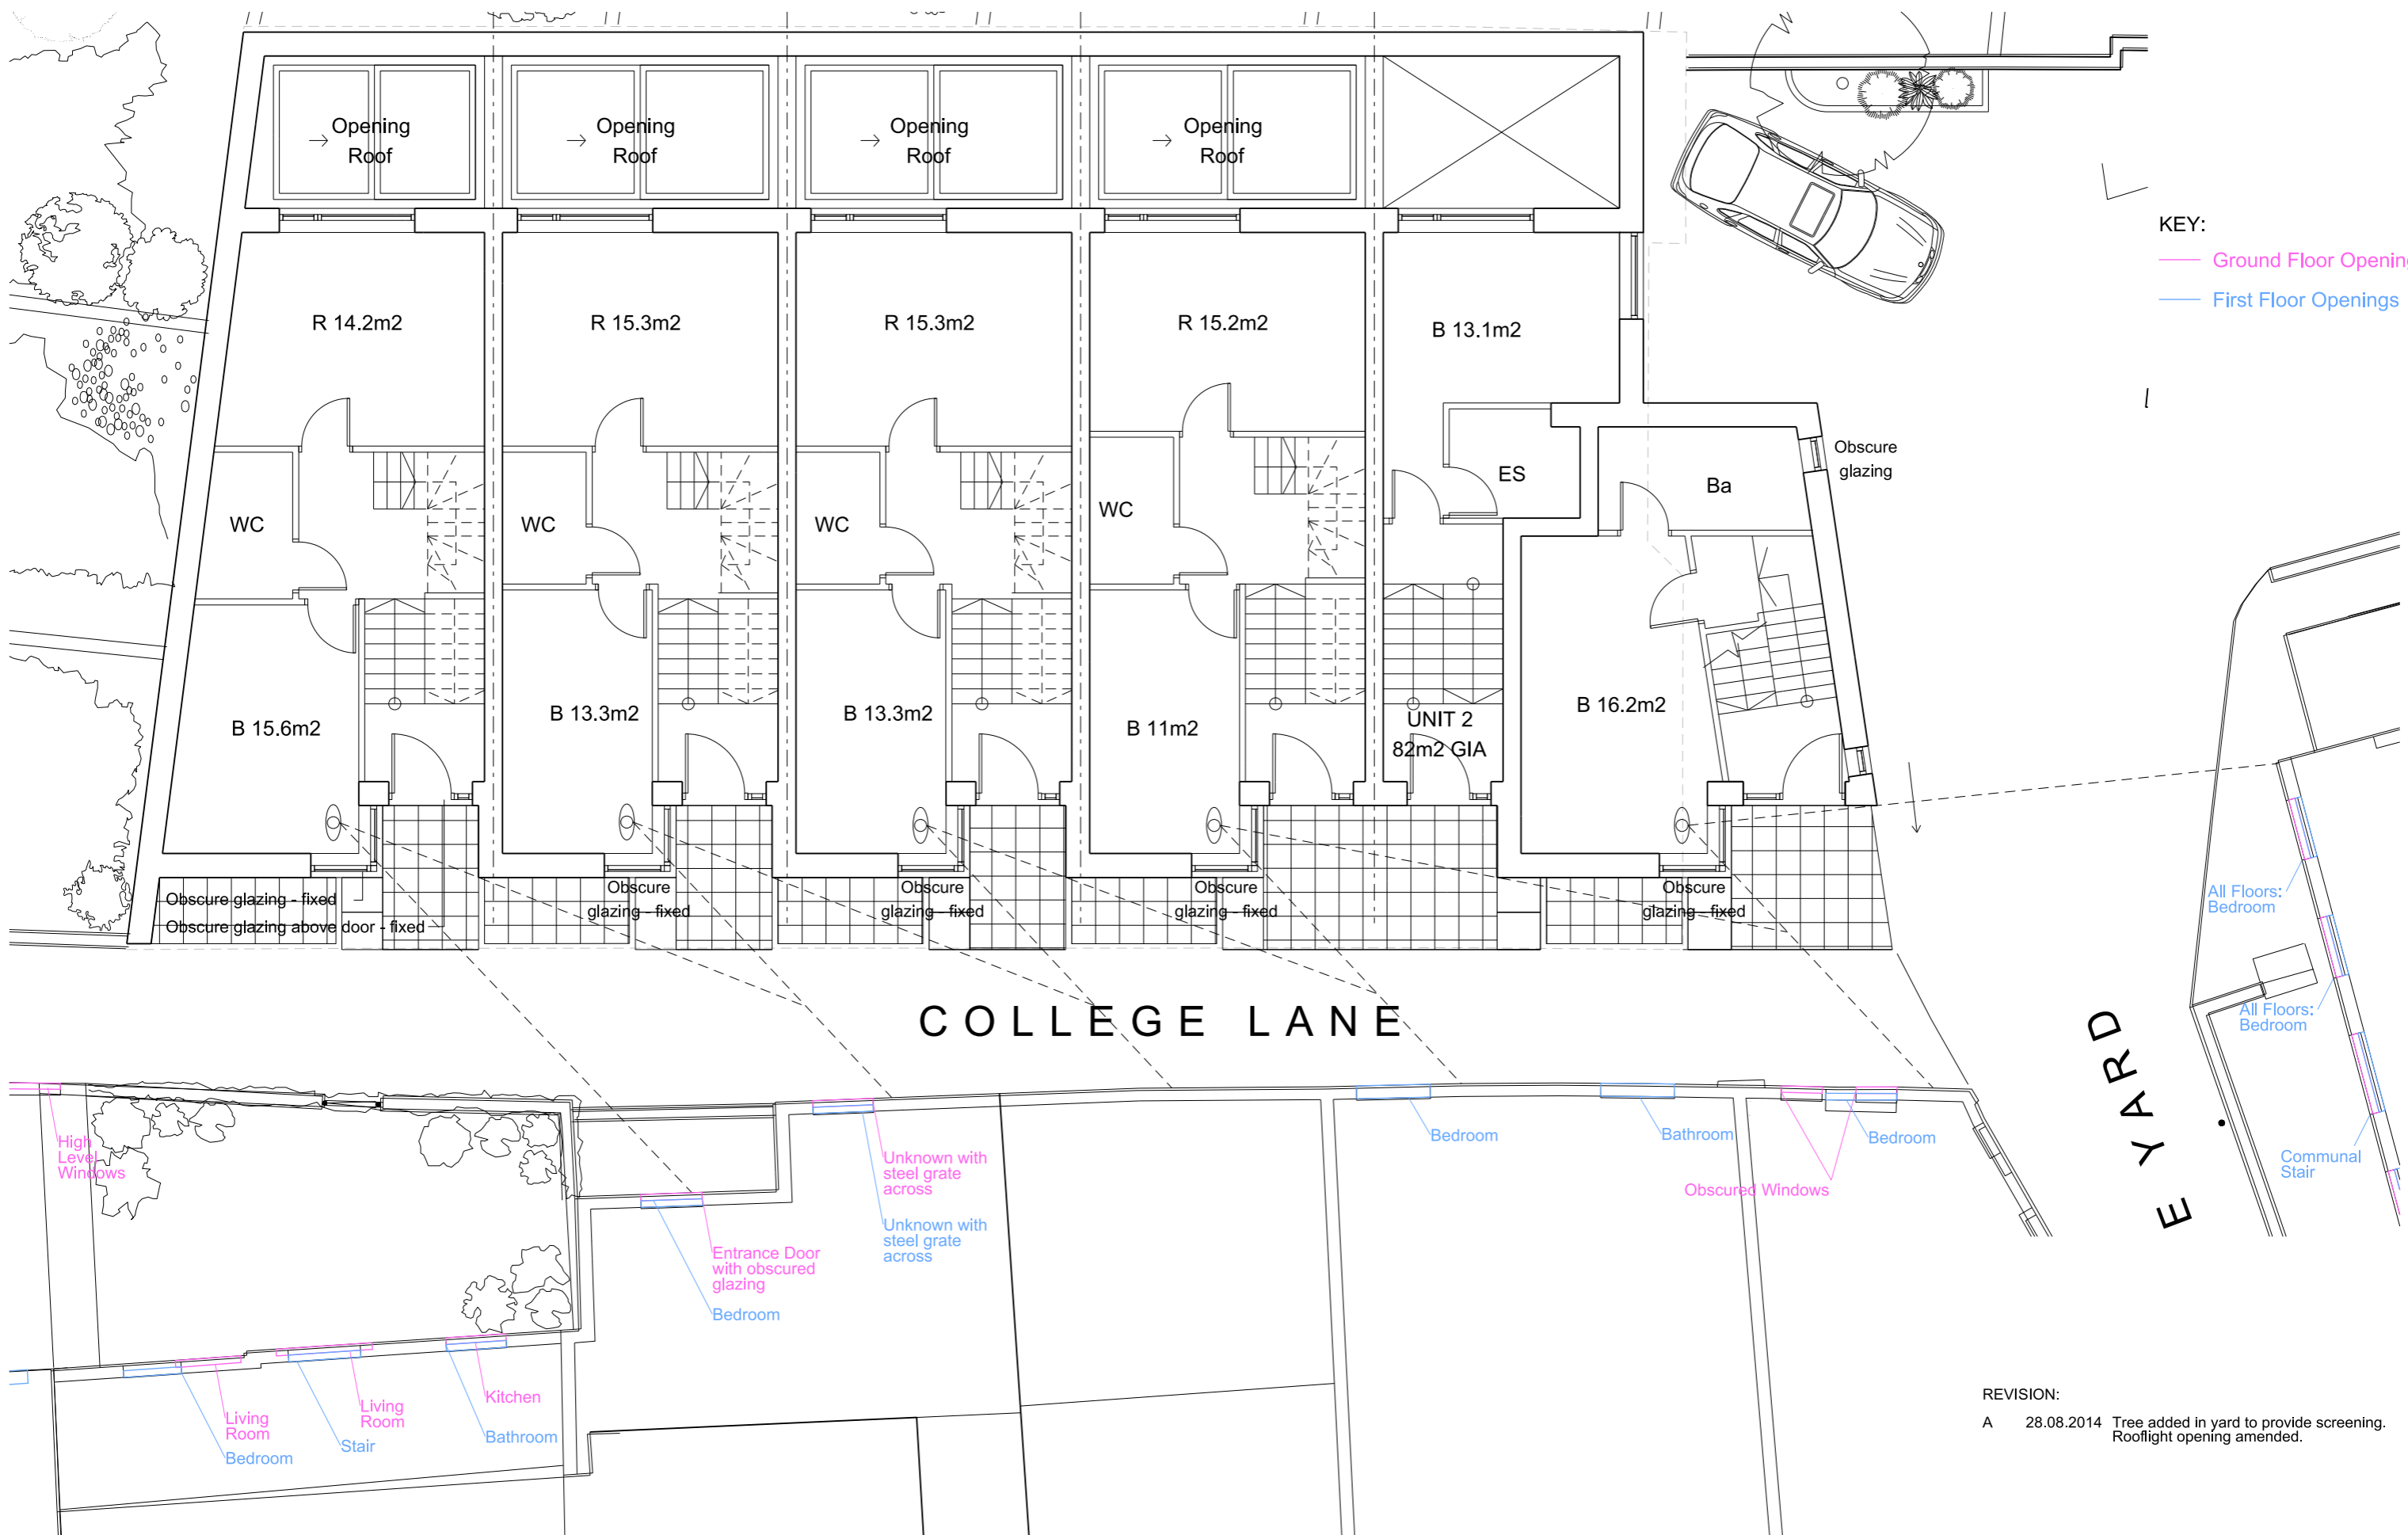 Opening
Roof
Opening
Roof
Opening
Roof
Opening
Roof
KEY:
Ground Floor Opening
First Floor Openings
R 14.2m2
R 15.3m2
R 15.3m2
R 15.2m2
B 13.1m2
Obscure
glazing
ES
Ba
WC
WC
WC
WC
B 15.6m2
B 13.3m2
B 13.3m2
B 11m2
UNIT 2
82m2 GIA
B 16.2m2
Obscure glazing - fixed
Obscure glazing above door - fixed
Obscure
glazing - fixed
Obscure
glazing - fixed
Obscure
glazing - fixed
Obscure
glazing - fixed
All Floors:
Bedroom
All Floors:
Bedroom
COLLEGE LANE
E YARD
High
Level
Windows
Unknown with
steel grate
across
Unknown with
steel grate
across
Bedroom
Bathroom
Bedroom
Obscured Windows
Communal
Stair
Entrance Door
with obscured
glazing
Bedroom
Living
Room
Bedroom
Living
Room
Stair
Kitchen
Bathroom
REVISION:
A 28.08.2014 Tree added in yard to provide screening.
Rooflight opening amended.